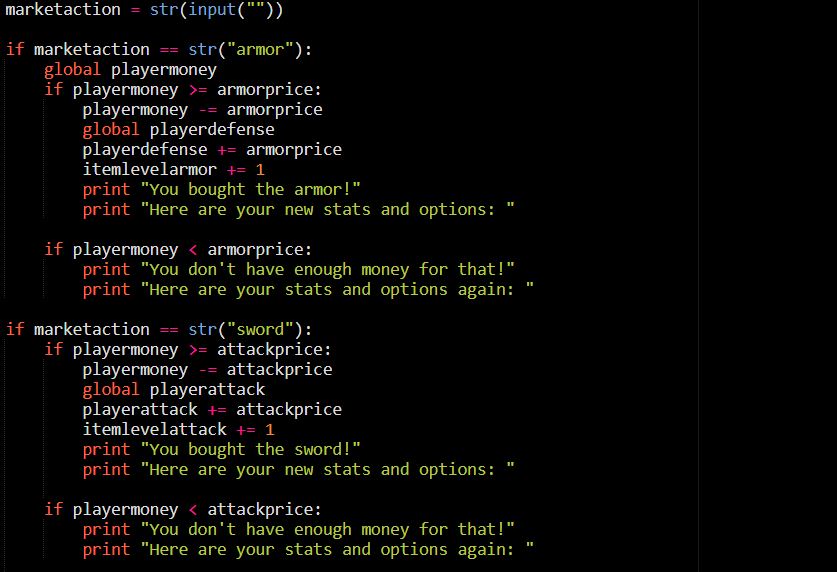 marketaction = str(input(""))

if marketaction == str("armor"):
    global playermoney
    if playermoney >= armorprice:
        playermoney -= armorprice
        global playerdefense
        playerdefense += armorprice
        itemlevelarmor += 1
        print "You bought the armor!"
        print "Here are your new stats and options: "

    if playermoney < armorprice:
        print "You don't have enough money for that!"
        print "Here are your stats and options again: "

if marketaction == str("sword"):
    if playermoney >= attackprice:
        playermoney -= attackprice
        global playerattack
        playerattack += attackprice
        itemlevelattack += 1
        print "You bought the sword!"
        print "Here are your new stats and options: "

    if playermoney < attackprice:
        print "You don't have enough money for that!"
        print "Here are your stats and options again: "